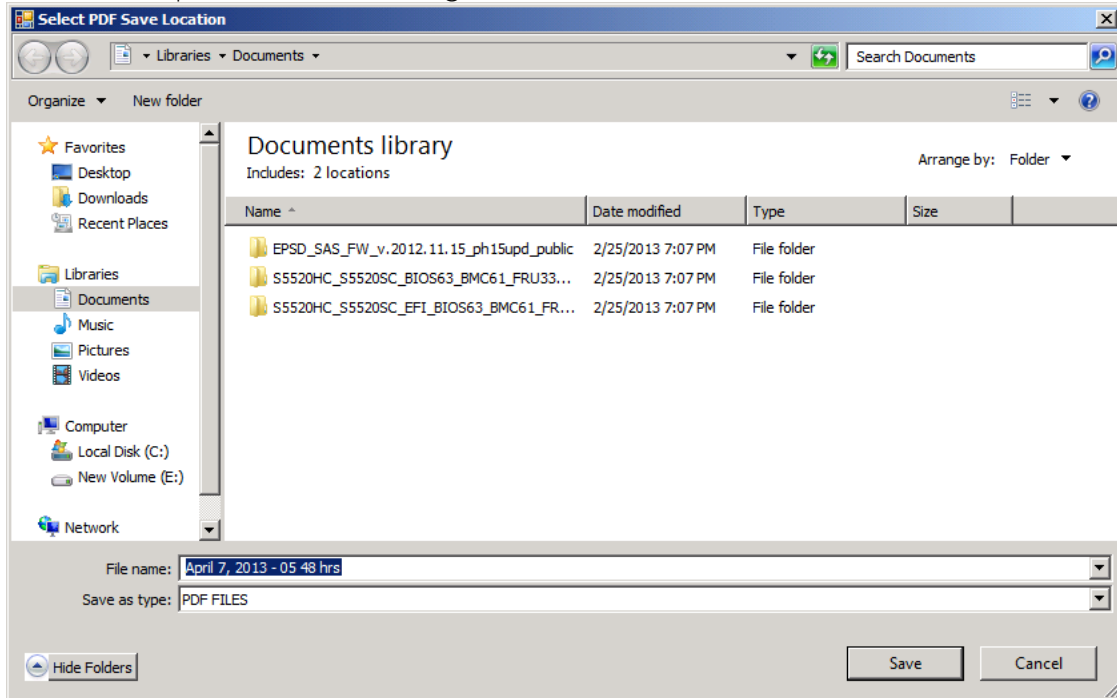 Select PDF Save Location
Libraries Documents
Search Documents
Organize New folder
Favorites
Desktop
Downloads
Recent Places
Libraries
Documents
Music
Pictures
Videos
Computer
Local Disk (C:)
New Volume (E:)
Network
Documents library
Includes: 2 locations
Arrange by: Folder
Name Date modified Type Size
EPSD_SAS_FW_v.2012.11.15_ph15upd_public 2/25/2013 7:07 PM File folder
S5520HC_S5520SC_BIOS63_BMC61_FRU33... 2/25/2013 7:07 PM File folder
S5520HC_S5520SC_EFI_BIOS63_BMC61_FR... 2/25/2013 7:07 PM File folder
File name: April 7, 2013 - 05 48 hrs
Save as type: PDF FILES
Hide Folders
Save Cancel